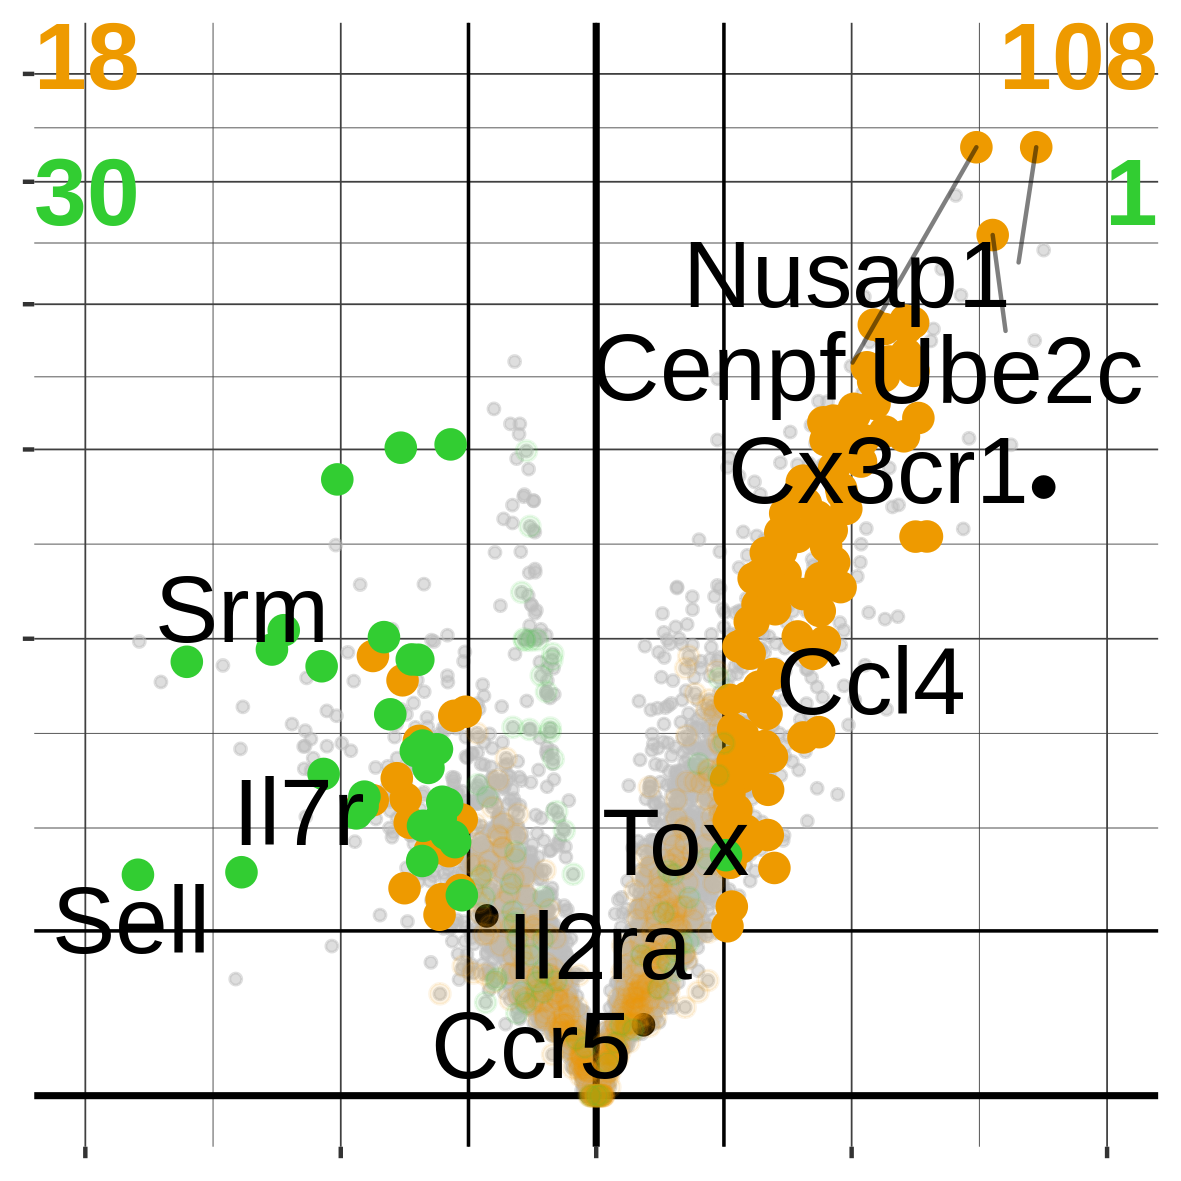 18 108
30 1
Nusap1
Cenpf Ube2c
Cx3cr1
Srm
Ccl4
Il7r
Tox
Sell
Il2ra
Ccr5